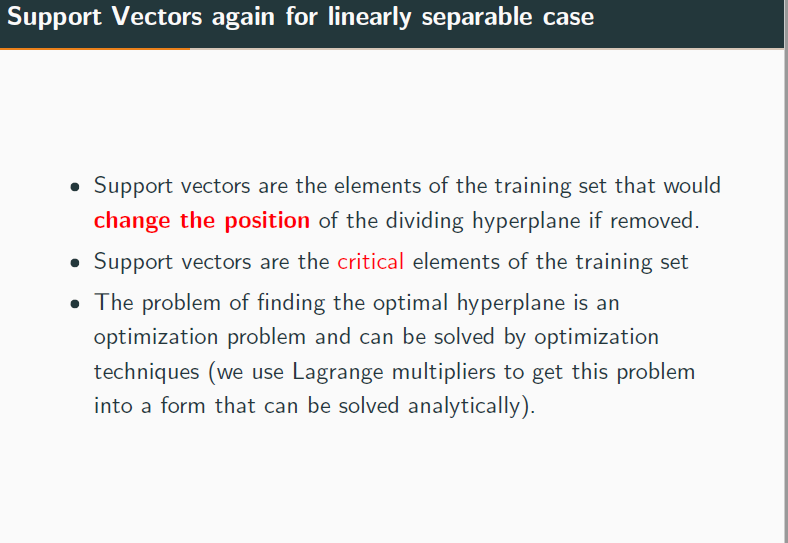 Support Vectors again for linearly separable case
• Support vectors are the elements of the training set that would
change the position of the dividing hyperplane if removed.
• Support vectors are the critical elements of the training set
• The problem of finding the optimal hyperplane is an
optimization problem and can be solved by optimization
techniques (we use Lagrange multipliers to get this problem
into a form that can be solved analytically).